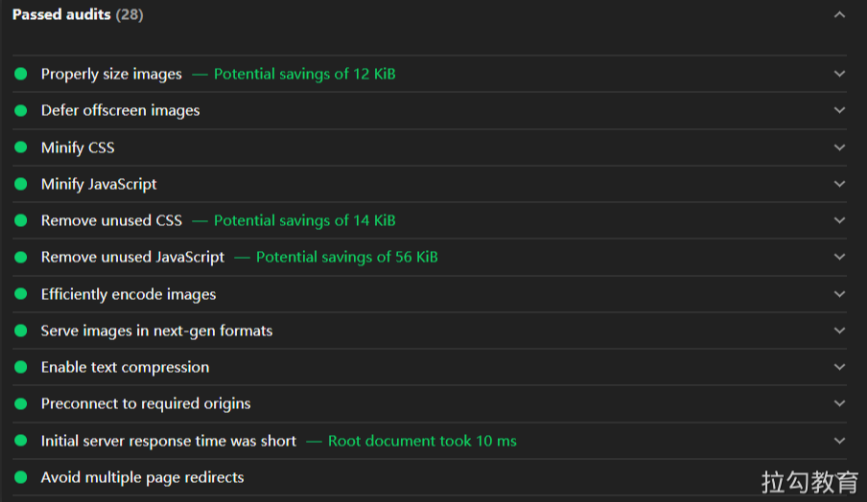 Passed audits (28)
Properly size images — Potential savings of 12 KiB
Defer offscreen images
Minify CSS
Minify JavaScript
Remove unused CSS — Potential savings of 14 KiB
Remove unused JavaScript — Potential savings of 56 KiB
Efficiently encode images
Serve images in next-gen formats
Enable text compression
Preconnect to required origins
Initial server response time was short — Root document took 10 ms
Avoid multiple page redirects
拉勾教育